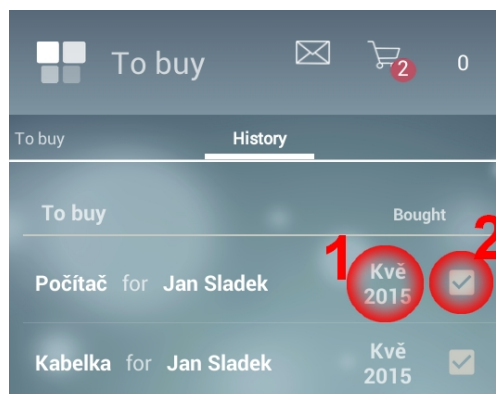 To buy
2
0
To buy
History
To buy
Bought
1
2
Počítač for Jan Sladek
Kvě
2015
Kabelka for Jan Sladek
Kvě
2015